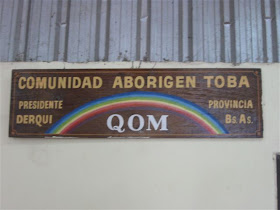 COMUNIDAD ABORIGEN TOBA
PRESIDENTE PROVINCIA
DERQUI QOM Bs As.